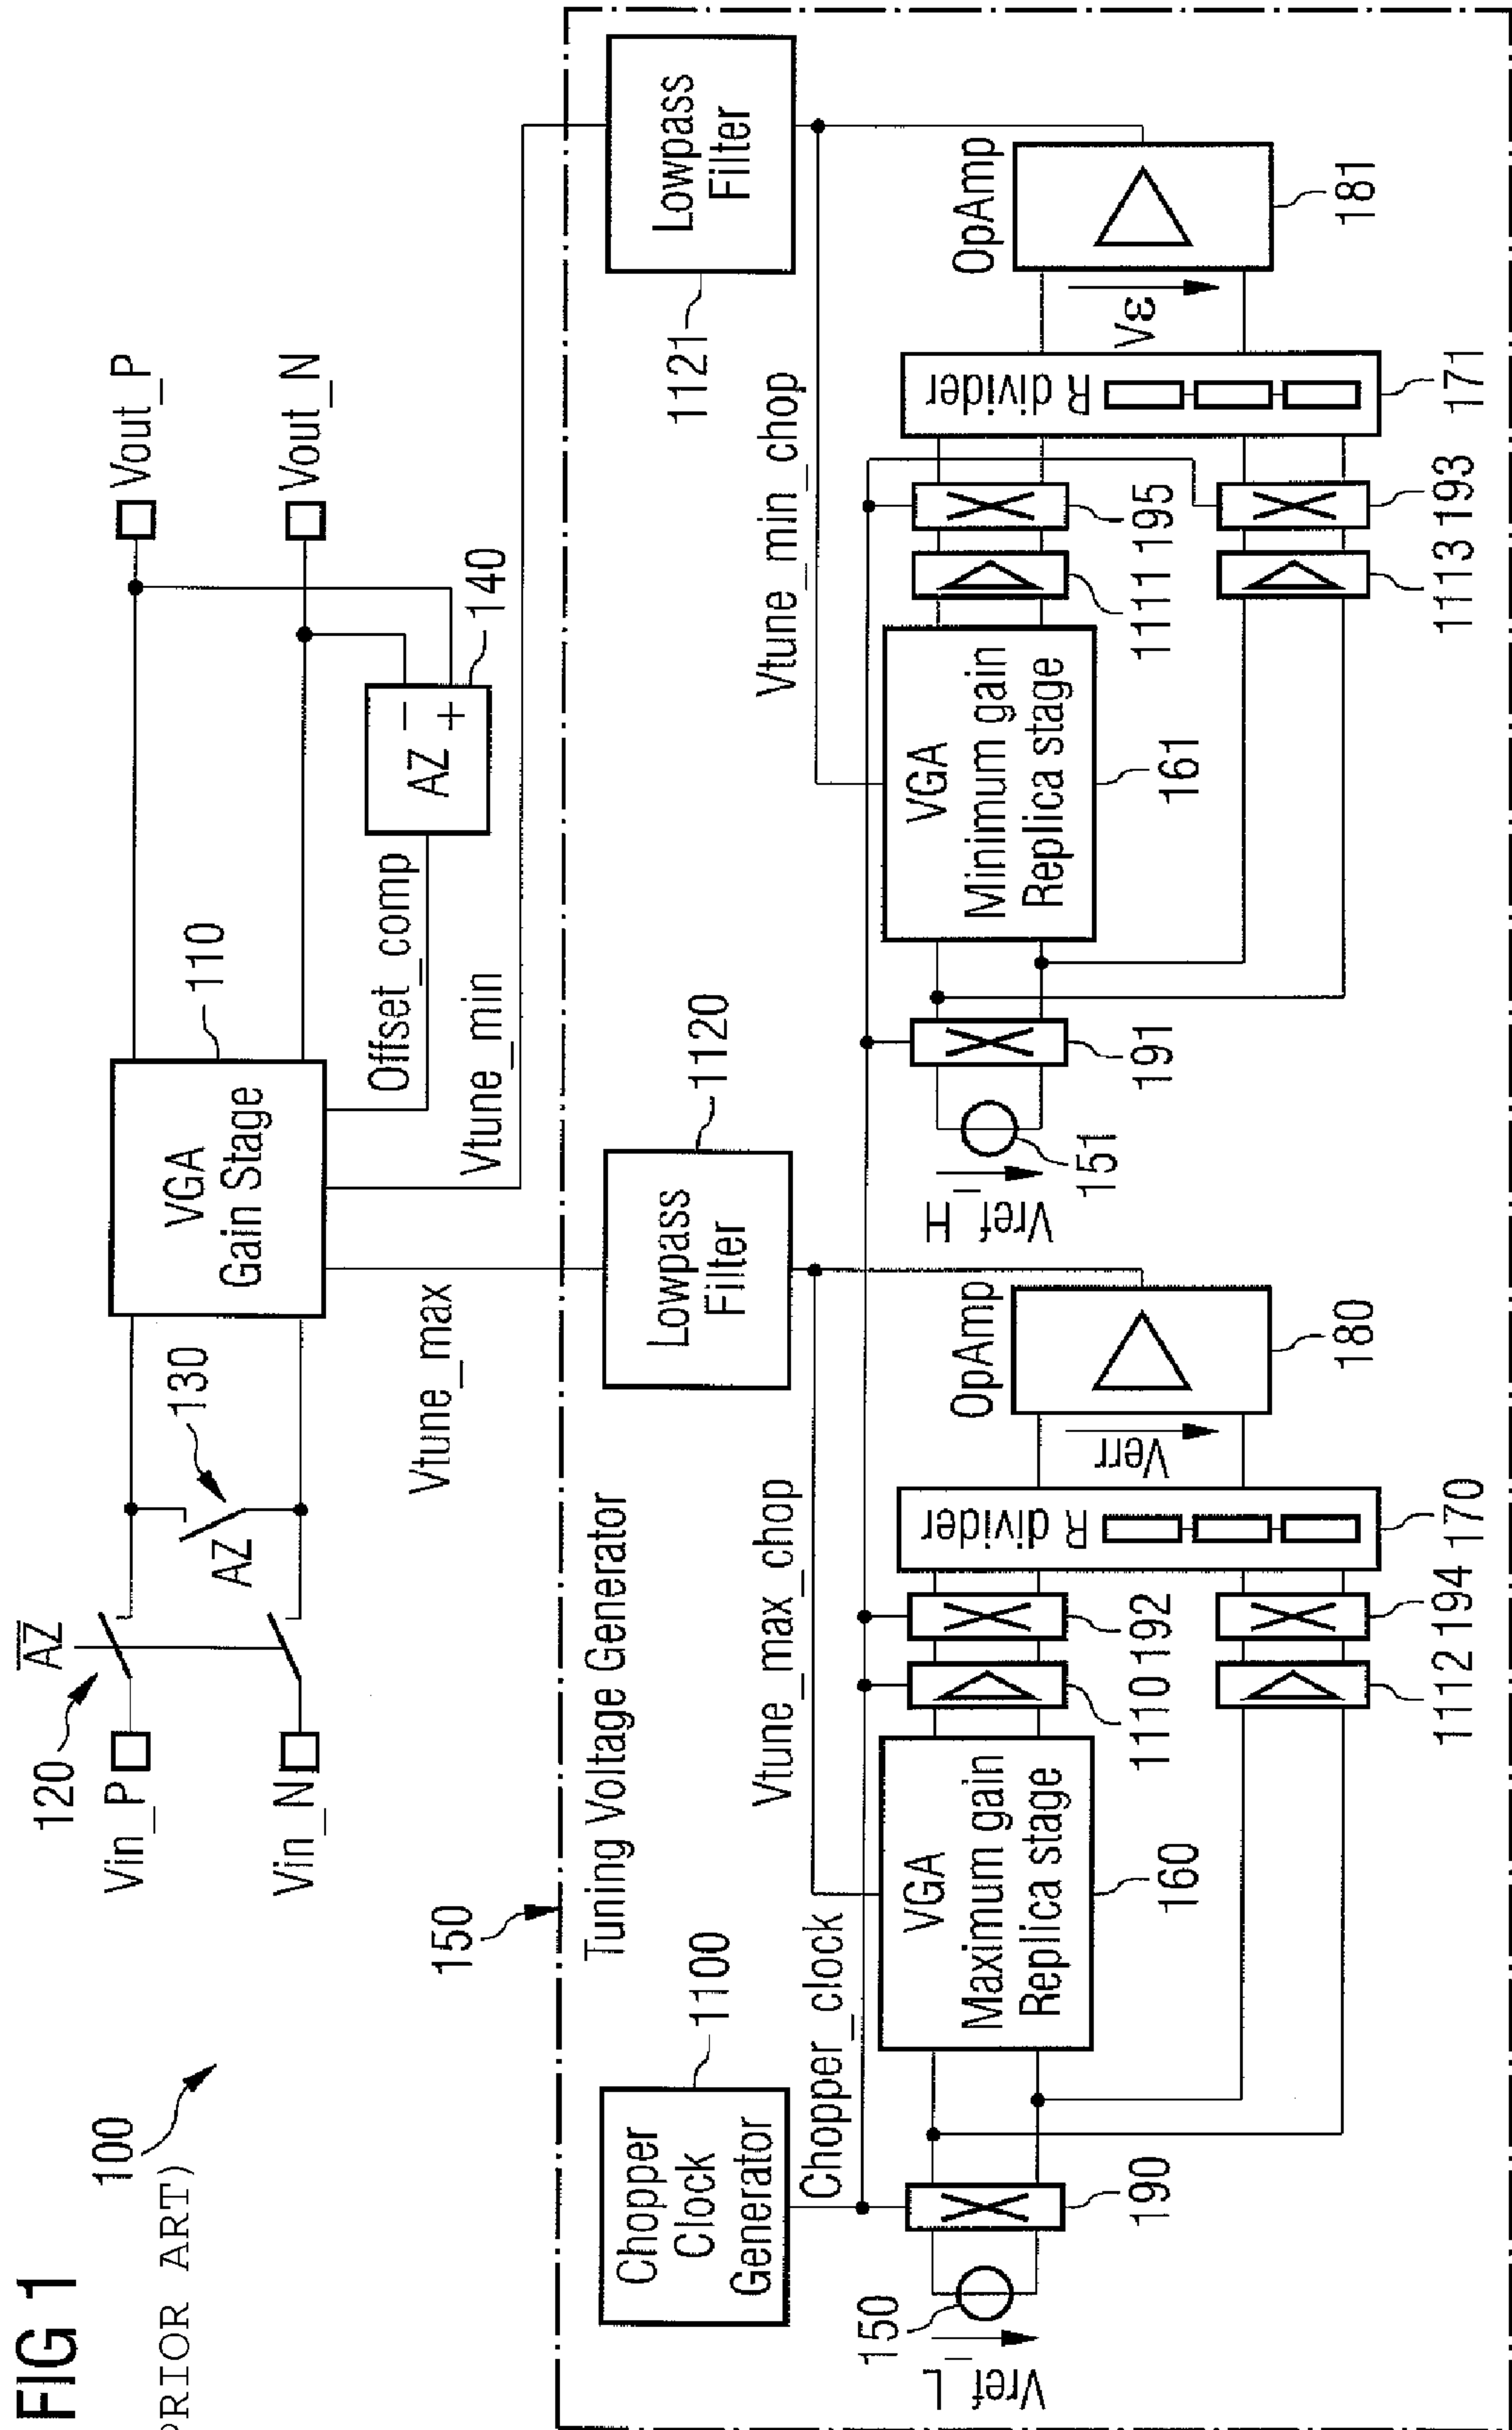 FIG 1
PRIOR ART)
100
120
AZ
Vin_P
Vin_N
130
AZ
VGA
Gain Stage
110
Vout_P
Vout_N
AZ
−
+
140
Offset_comp
Vtune_min
Vtune_max
150
Tuning Voltage Generator
Chopper
Clock
Generator
1100
Lowpass
Filter
1120
Lowpass
Filter
1121
Chopper_clock
Vtune_max_chop
Vtune_min_chop
150
Vref_L
190
VGA
Maximum gain
Replica stage
160
1110
192
1112
194
R divider
170
Verr
OpAmp
180
Vref_H
151
191
VGA
Minimum gain
Replica stage
161
1111
195
1113
193
R divider
171
Vε
OpAmp
181